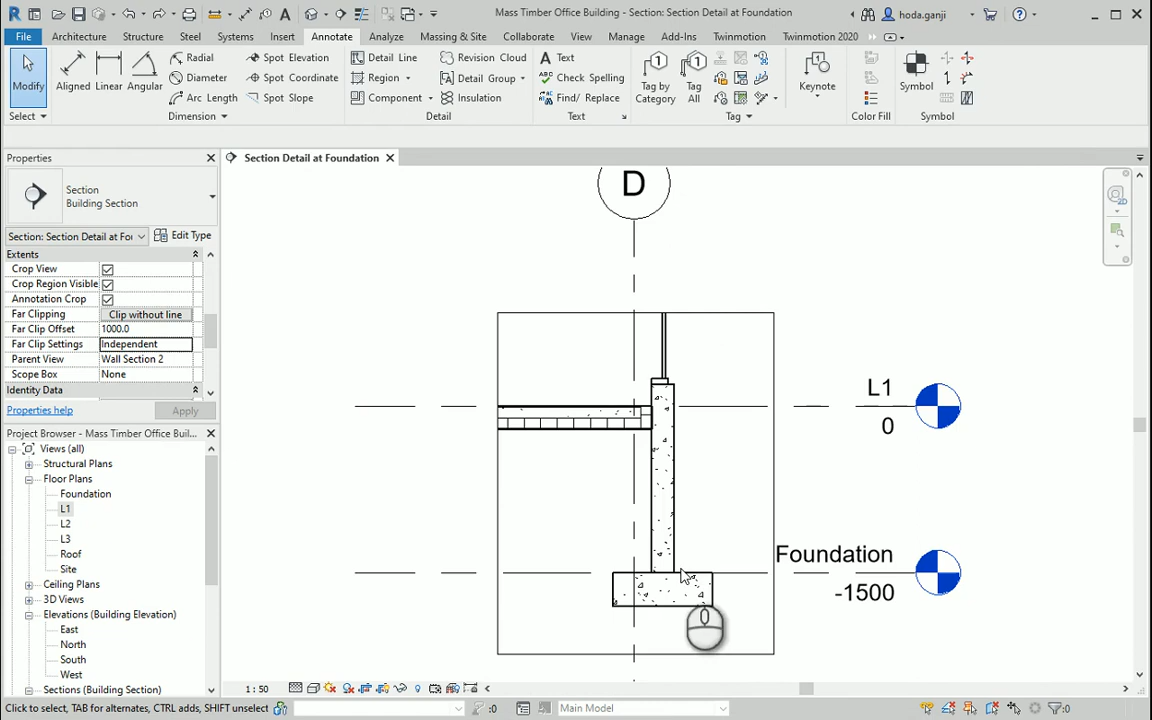 Mass Timber Office Building - Section: Section Detail at Foundation
hoda.ganji
File Architecture Structure Steel Systems Insert Annotate Analyze Massing & Site Collaborate View Manage Add-Ins Twinmotion Twinmotion 2020
Modify
Select
Aligned Linear Angular
Radial
Diameter
Arc Length
Spot Elevation
Spot Coordinate
Spot Slope
Dimension
Detail Line
Region
Component
Revision Cloud
Detail Group
Insulation
Detail
Text
Check Spelling
Find/ Replace
Text
Tag by
Category
Tag
All
Tag
Keynote
Color Fill
Symbol
Symbol
Properties
Section
Building Section
Section: Section Detail at Fou
Edit Type
Extents
Crop View
Crop Region Visible
Annotation Crop
Far Clipping Clip without line
Far Clip Offset 1000.0
Far Clip Settings Independent
Parent View Wall Section 2
Scope Box None
Identity Data
Properties help
Apply
Project Browser - Mass Timber Office Buil...
Views (all)
Structural Plans
Floor Plans
Foundation
L1
L2
L3
Roof
Site
Ceiling Plans
3D Views
Elevations (Building Elevation)
East
North
South
West
Sections (Building Section)
Section Detail at Foundation
D
L1
0
Foundation
-1500
1 : 50
Click to select, TAB for alternates, CTRL adds, SHIFT unselect
:0
Main Model
:0